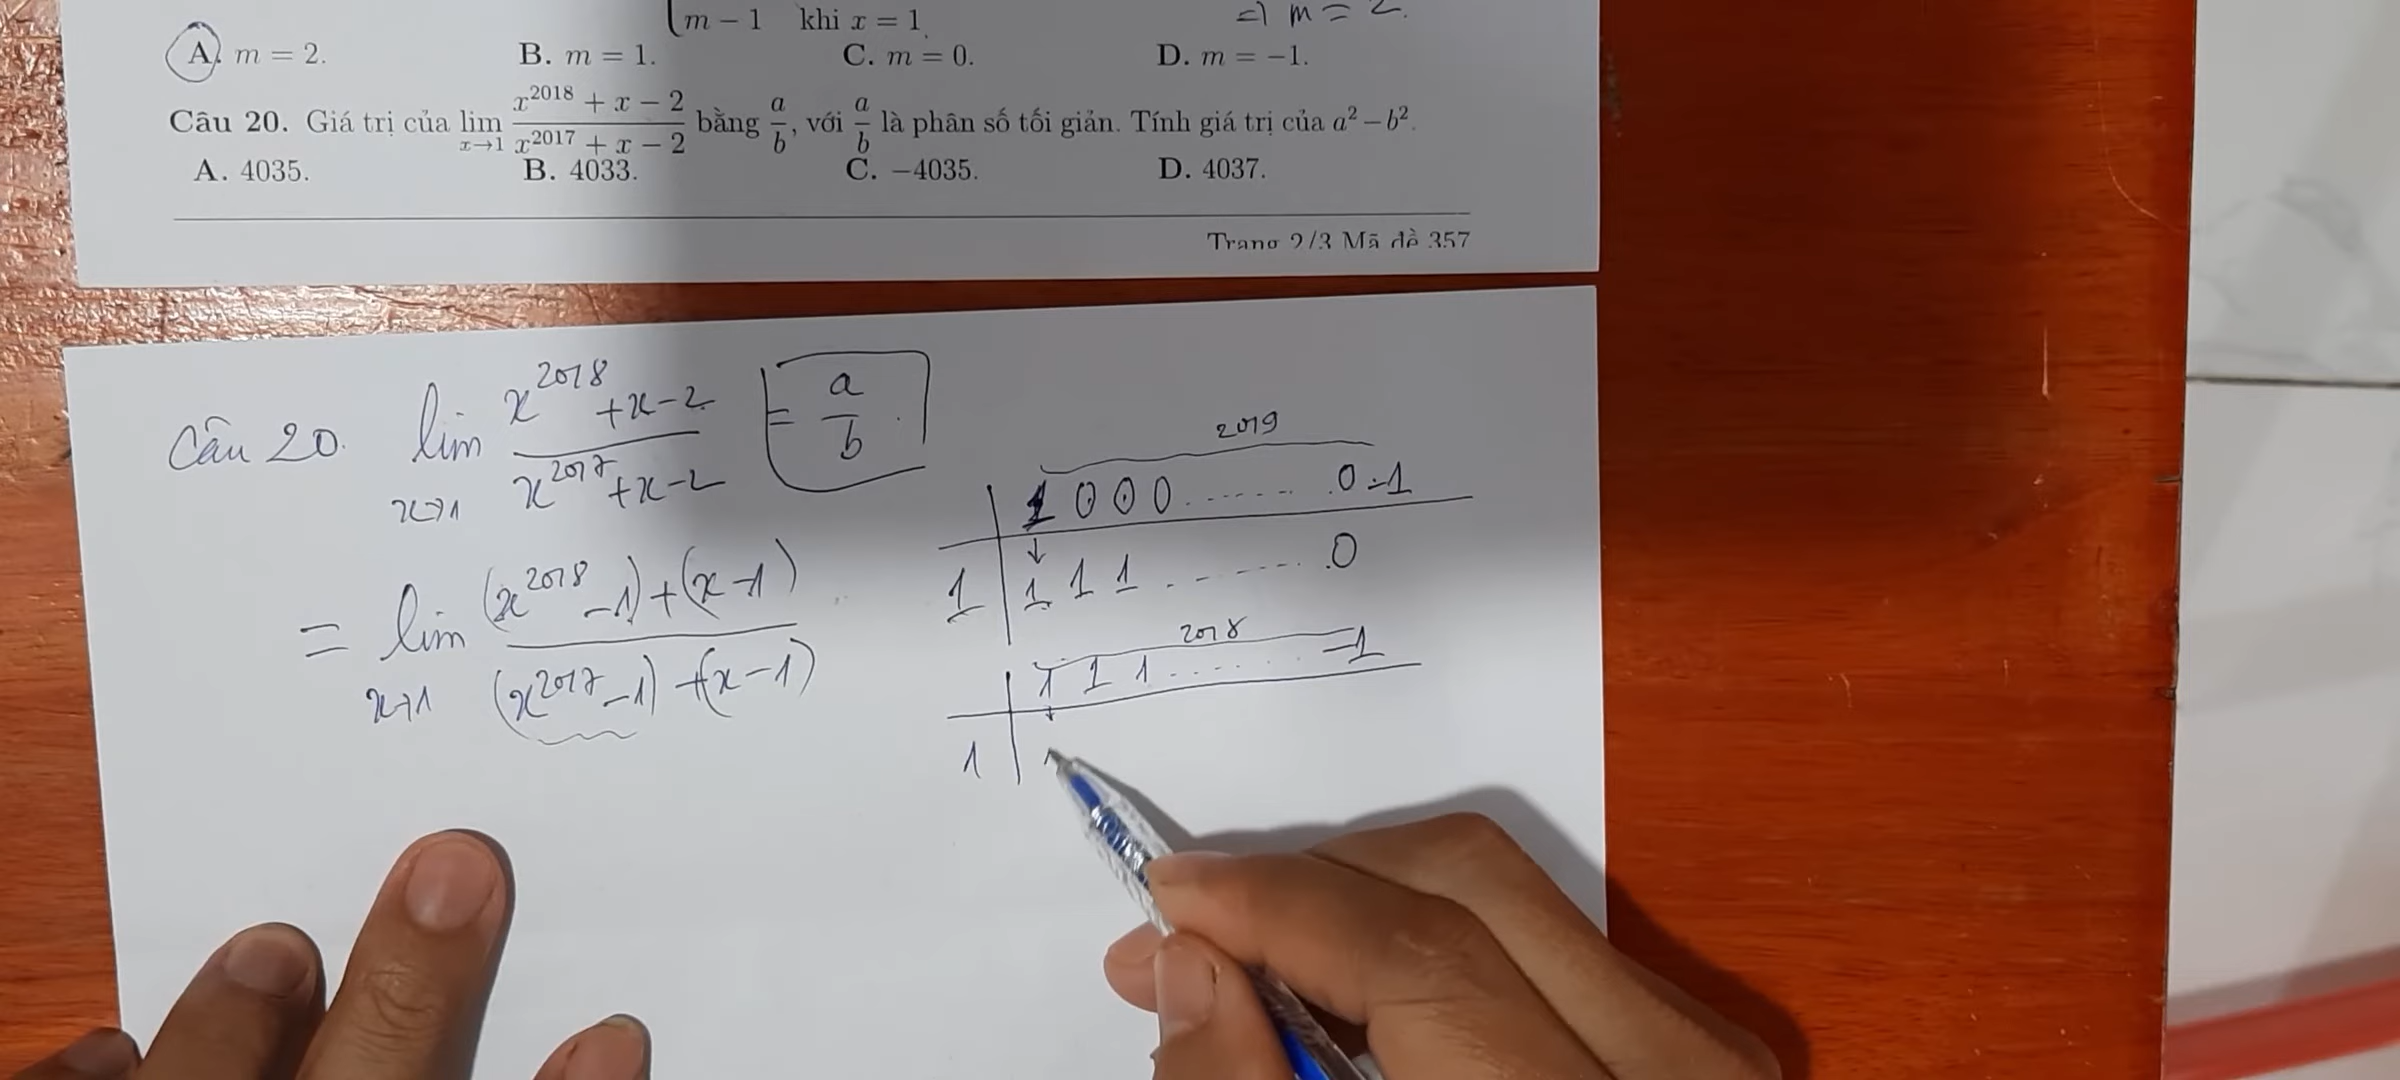 m − 1 khi x = 1
=) m = 2.
A. m = 2. B. m = 1. C. m = 0. D. m = −1.
Câu 20. Giá trị của lim x→1 (x^2018 + x − 2)/(x^2017 + x − 2) bằng a/b, với a/b là phân số tối giản. Tính giá trị của a² − b².
A. 4035. B. 4033. C. −4035. D. 4037.
Trang 2/3 Mã đề 357
Câu 20. lim x→1 (x^2018 + x − 2)/(x^2017 + x − 2) = a/b.
= lim x→1 ((x^2018 − 1) + (x − 1))/((x^2017 − 1) + (x − 1))
2019
1 0 0 0 ....... .0 -1
1 1 1 1 ....... .0
2018
1 1 1 ....... -1
1 1